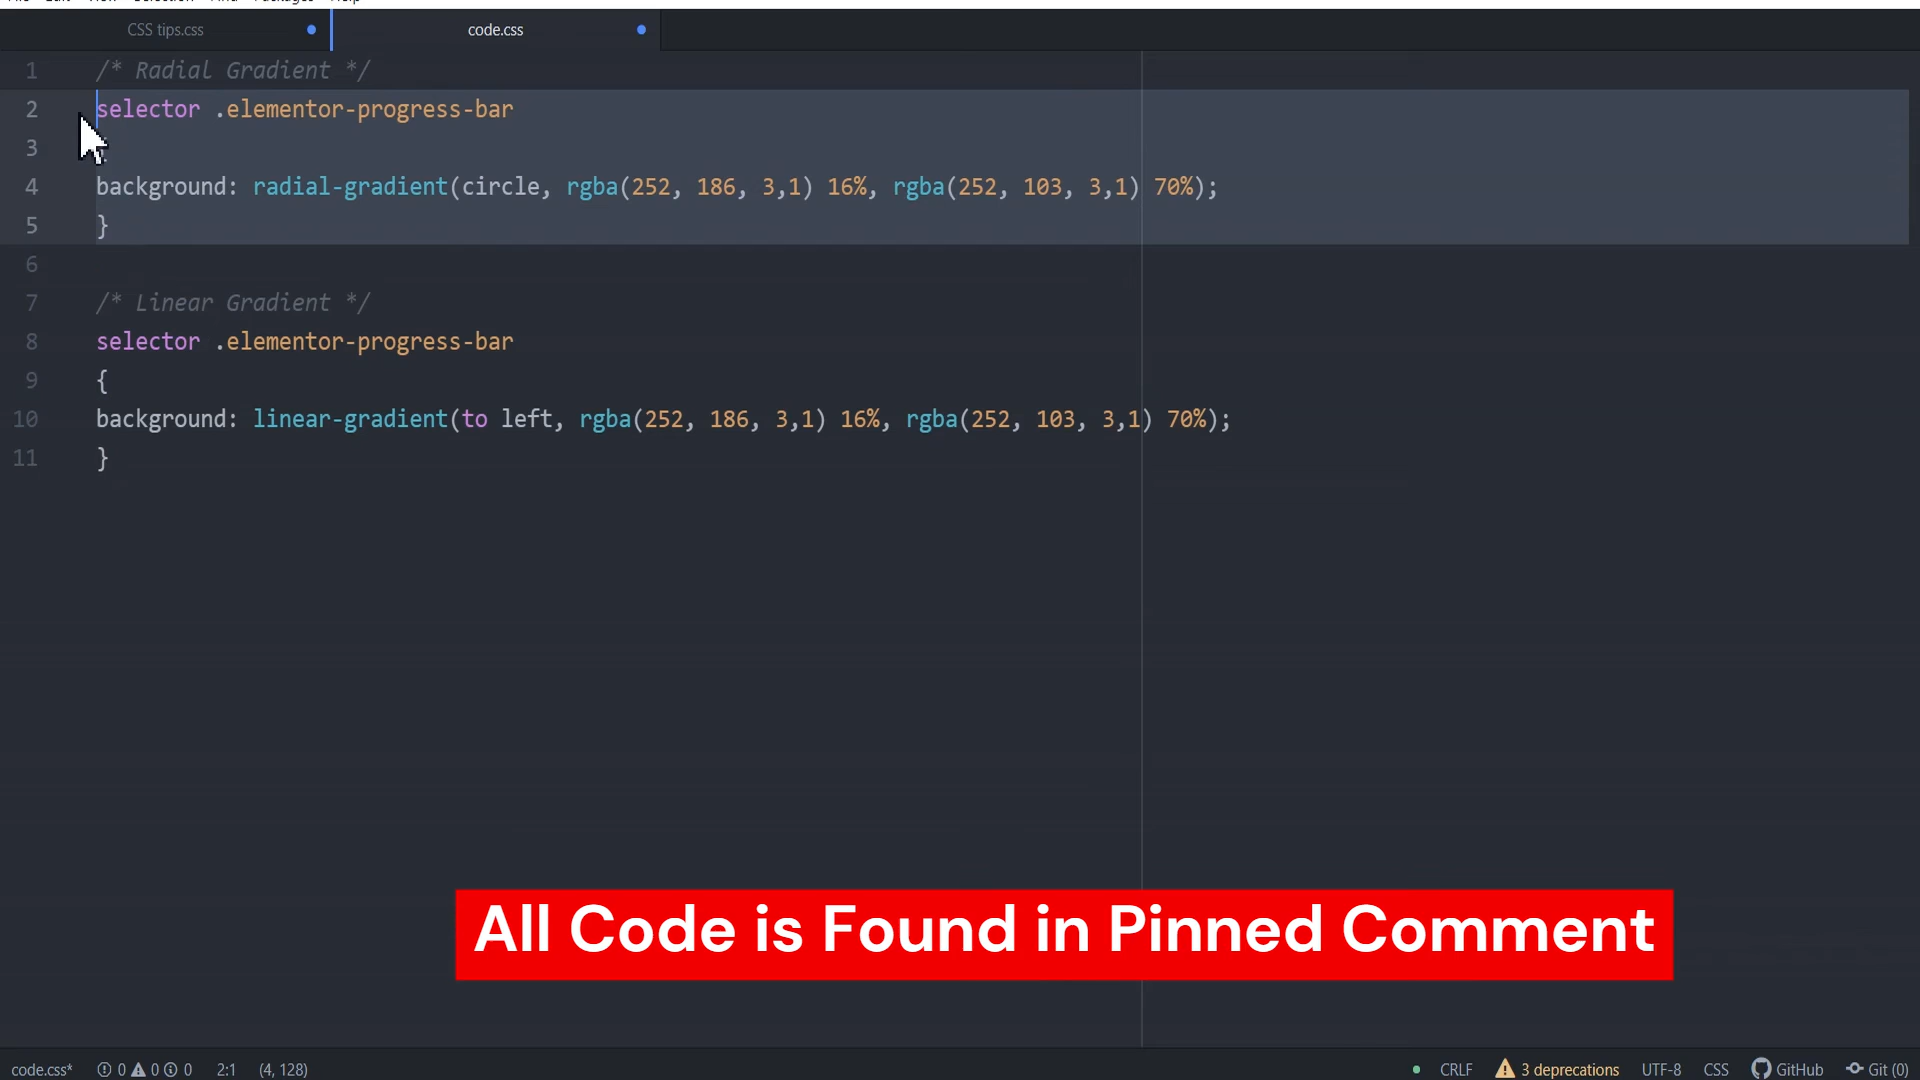 CSS tips.css
code.css
1 /* Radial Gradient */
2 selector .elementor-progress-bar
3 {
4 background: radial-gradient(circle, rgba(252, 186, 3,1) 16%, rgba(252, 103, 3,1) 70%);
5 }
6
7 /* Linear Gradient */
8 selector .elementor-progress-bar
9 {
10 background: linear-gradient(to left, rgba(252, 186, 3,1) 16%, rgba(252, 103, 3,1) 70%);
11 }
All Code is Found in Pinned Comment
code.css* 0 0 0 2:1 (4, 128) CRLF 3 deprecations UTF-8 CSS GitHub Git (0)